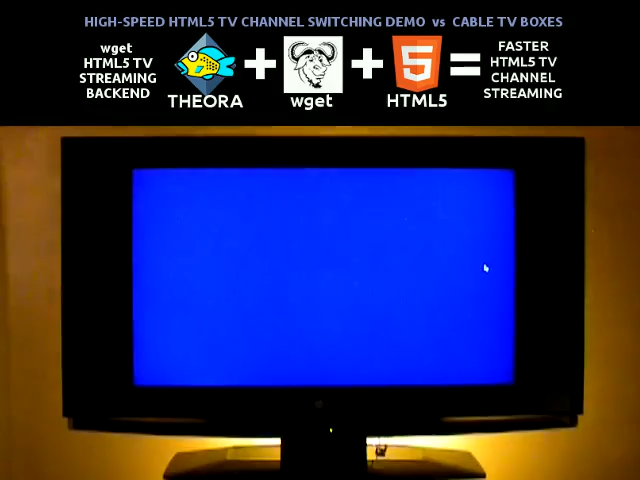 HIGH-SPEED HTML5 TV CHANNEL SWITCHING DEMO vs CABLE TV BOXES
wget
HTML5 TV
STREAMING
BACKEND
THEORA
+
wget
+
5
HTML5
=
FASTER
HTML5 TV
CHANNEL
STREAMING